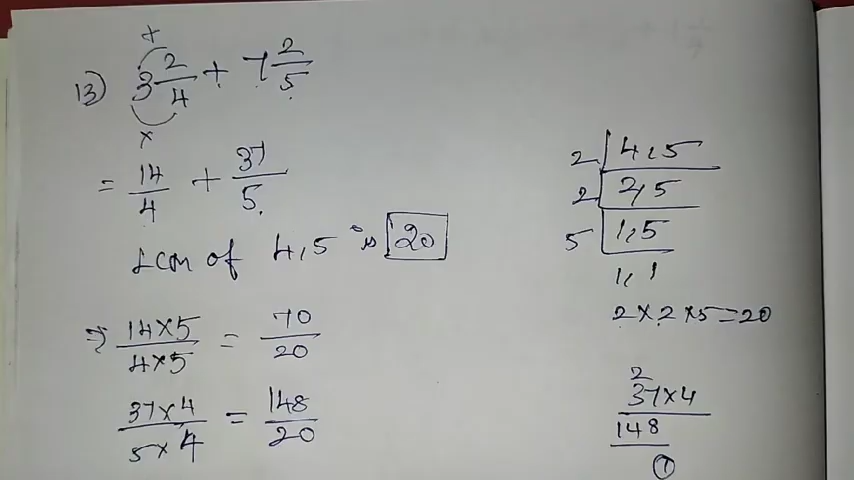 +
13) 3 2/4 + 7 2/5
×
= 14/4 + 37/5
LCM of 4,5 is 20
⇒ 14×5/4×5 = 70/20
37×4/5×4 = 148/20
2 | 4,5
2 | 2,5
5 | 1,5
1,1
2×2×5=20
2
37×4
148